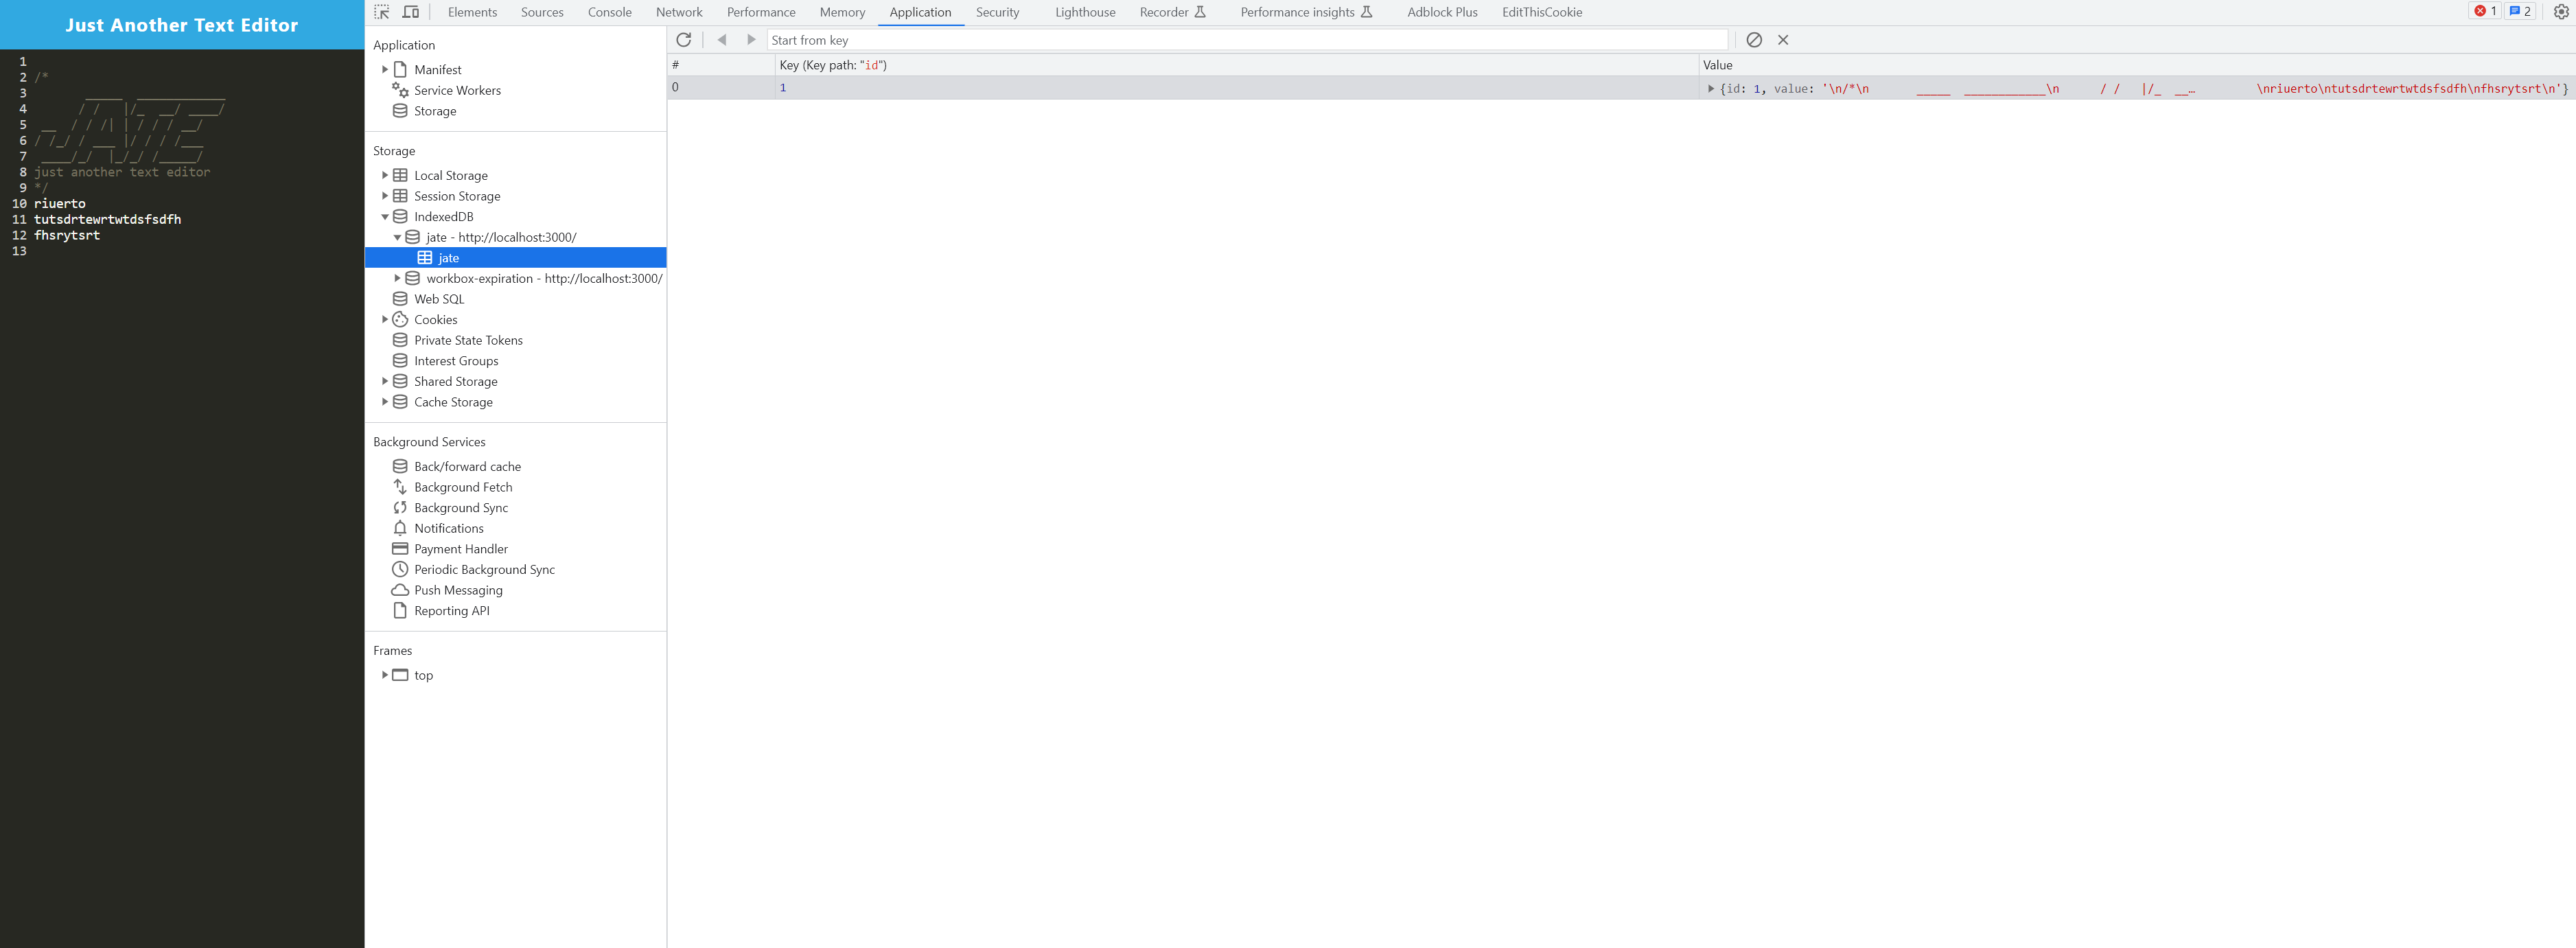 Just Another Text Editor
1
2 /*
3        _____  ____________
4       / /   |/_  __/ ____/
5  __  / / /| | / / / __/
6 / /_/ / ___ |/ / / /___
7  ____/_/  |_/_/ /_____/
8 just another text editor
9 */
10 riuerto
11 tutsdrtewrtwtdsfsdfh
12 fhsrytsrt
13
Elements Sources Console Network Performance Memory Application Security Lighthouse Recorder Performance insights Adblock Plus EditThisCookie 1 2
Application
Manifest
Service Workers
Storage
Storage
Local Storage
Session Storage
IndexedDB
jate - http://localhost:3000/
jate
workbox-expiration - http://localhost:3000/
Web SQL
Cookies
Private State Tokens
Interest Groups
Shared Storage
Cache Storage
Background Services
Back/forward cache
Background Fetch
Background Sync
Notifications
Payment Handler
Periodic Background Sync
Push Messaging
Reporting API
Frames
top
Start from key
# Key (Key path: "id") Value
0 1 {id: 1, value: '\n/*\n       _____  ____________\n      / /   |/_  __…         \nriuerto\ntutsdrtewrtwtdsfsdfh\nfhsrytsrt\n'}